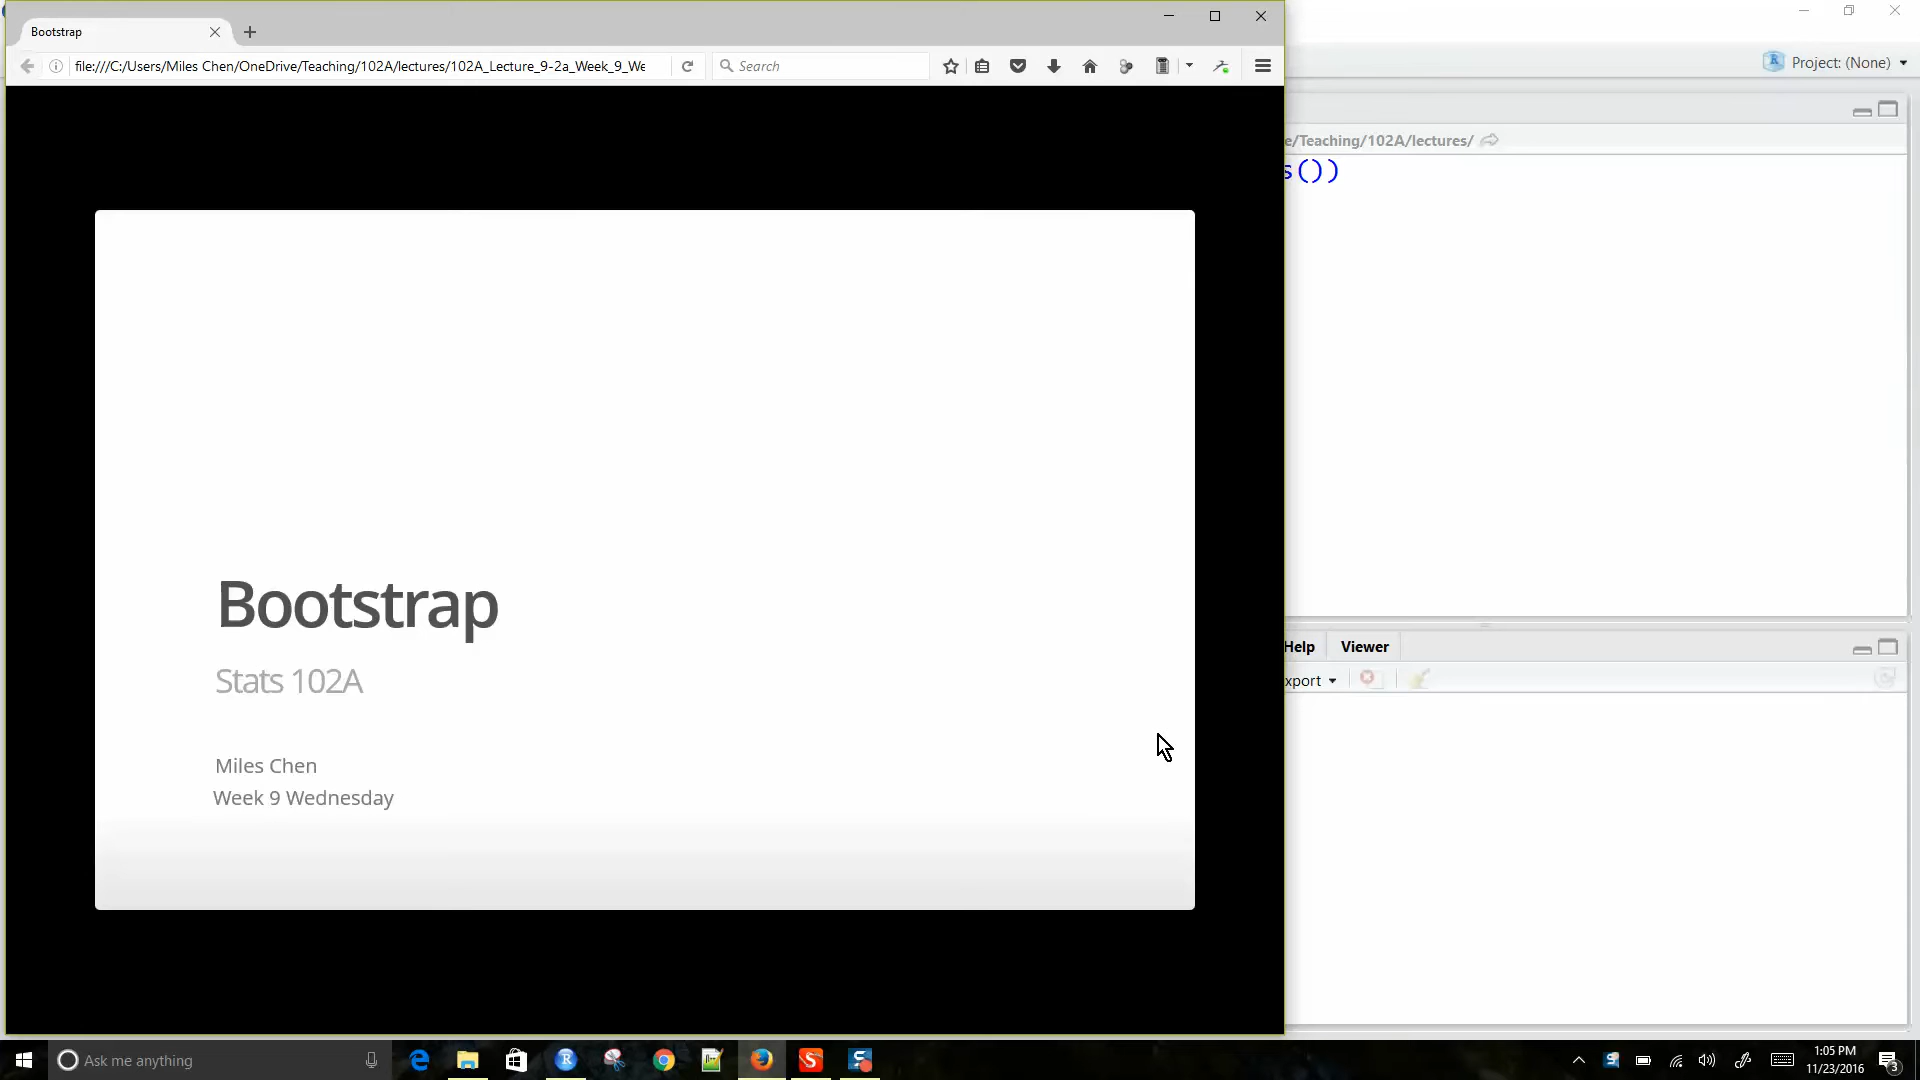 Bootstrap
file:///C:/Users/Miles Chen/OneDrive/Teaching/102A/lectures/102A_Lecture_9-2a_Week_9_We
Search
Project: (None)
e/Teaching/102A/lectures/
s())
Bootstrap
Stats 102A
Miles Chen
Week 9 Wednesday
Help
Viewer
xport
Ask me anything
1:05 PM
11/23/2016
3